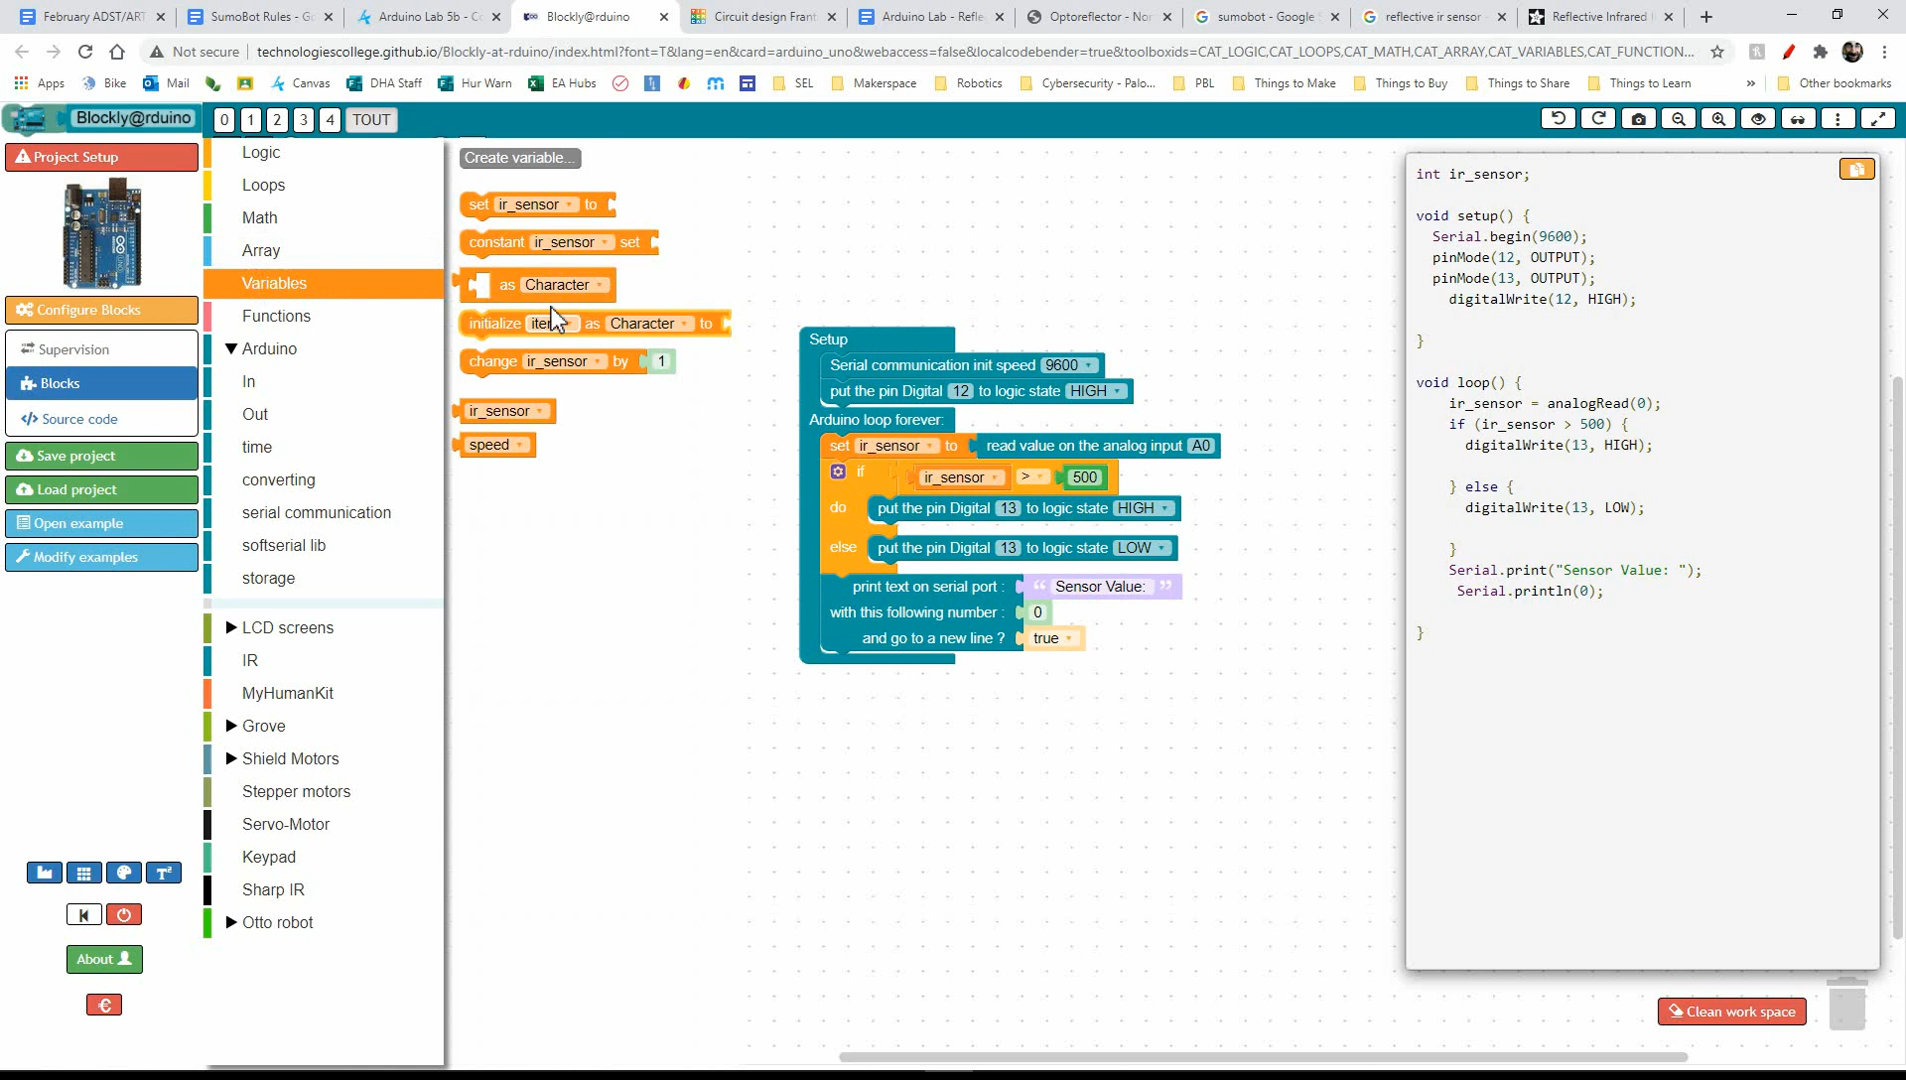 February ADST/ART
SumoBot Rules - G
Arduino Lab 5b - C
Blockly@rduino
Circuit design Frant
Arduino Lab - Refle
Optoreflector - Nor
sumobot - Google S
reflective ir sensor -
Reflective Infrared I
Not secure
technologiescollege.github.io/Blockly-at-rduino/index.html?font=T&lang=en&card=arduino_uno&webaccess=false&localcodebender=true&toolboxids=CAT_LOGIC,CAT_LOOPS,CAT_MATH,CAT_ARRAY,CAT_VARIABLES,CAT_FUNCTION...
Apps
Bike
Mail
Canvas
DHA Staff
Hur Warn
EA Hubs
SEL
Makerspace
Robotics
Cybersecurity - Palo...
PBL
Things to Make
Things to Buy
Things to Share
Things to Learn
»
Other bookmarks
Blockly@rduino
0 1 2 3 4 TOUT
Project Setup
Configure Blocks
Supervision
Blocks
</> Source code
Save project
Load project
Open example
Modify examples
T²
About
€
Logic
Loops
Math
Array
Variables
Functions
Arduino
In
Out
time
converting
serial communication
softserial lib
storage
LCD screens
IR
MyHumanKit
Grove
Shield Motors
Stepper motors
Servo-Motor
Keypad
Sharp IR
Otto robot
Create variable...
set ir_sensor to
constant ir_sensor set
as Character
initialize as Character to
change ir_sensor by 1
ir_sensor
speed
Setup
Serial communication init speed 9600
put the pin Digital 12 to logic state HIGH
Arduino loop forever:
set ir_sensor to read value on the analog input A0
if ir_sensor > 500
do put the pin Digital 13 to logic state HIGH
else put the pin Digital 13 to logic state LOW
print text on serial port : “ Sensor Value: ”
with this following number : 0
and go to a new line ? true
int ir_sensor;
void setup() {
Serial.begin(9600);
pinMode(12, OUTPUT);
pinMode(13, OUTPUT);
digitalWrite(12, HIGH);
}
void loop() {
ir_sensor = analogRead(0);
if (ir_sensor > 500) {
digitalWrite(13, HIGH);
} else {
digitalWrite(13, LOW);
}
Serial.print("Sensor Value: ");
Serial.println(0);
}
Clean work space